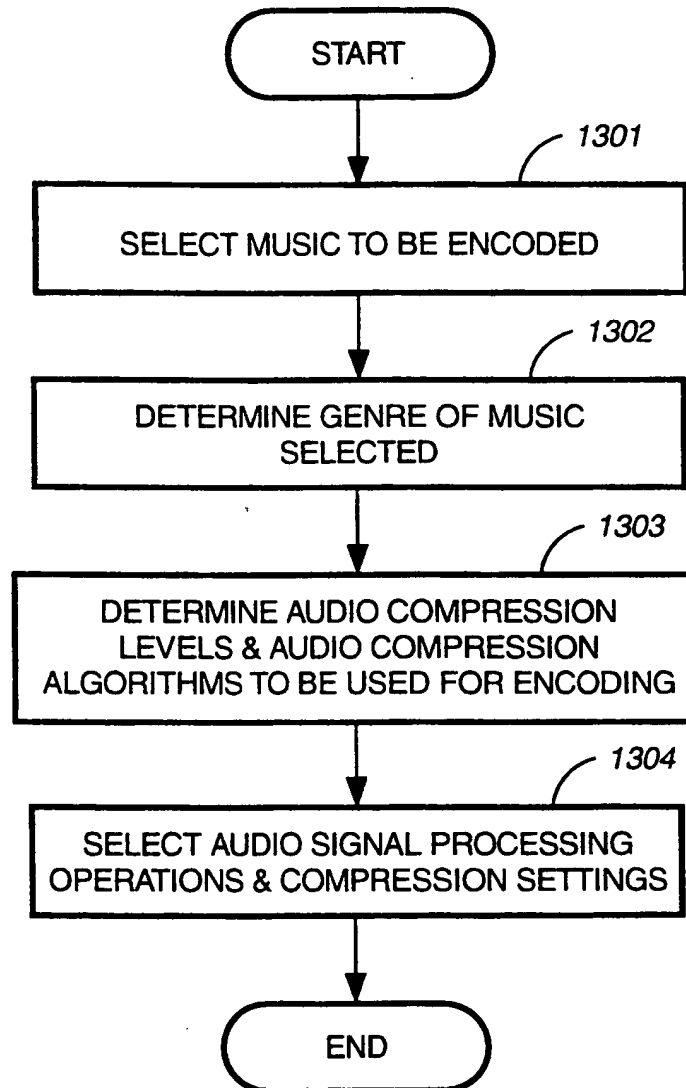 START
1301
SELECT MUSIC TO BE ENCODED
1302
DETERMINE GENRE OF MUSIC
SELECTED
1303
DETERMINE AUDIO COMPRESSION
LEVELS & AUDIO COMPRESSION
ALGORITHMS TO BE USED FOR ENCODING
1304
SELECT AUDIO SIGNAL PROCESSING
OPERATIONS & COMPRESSION SETTINGS
END